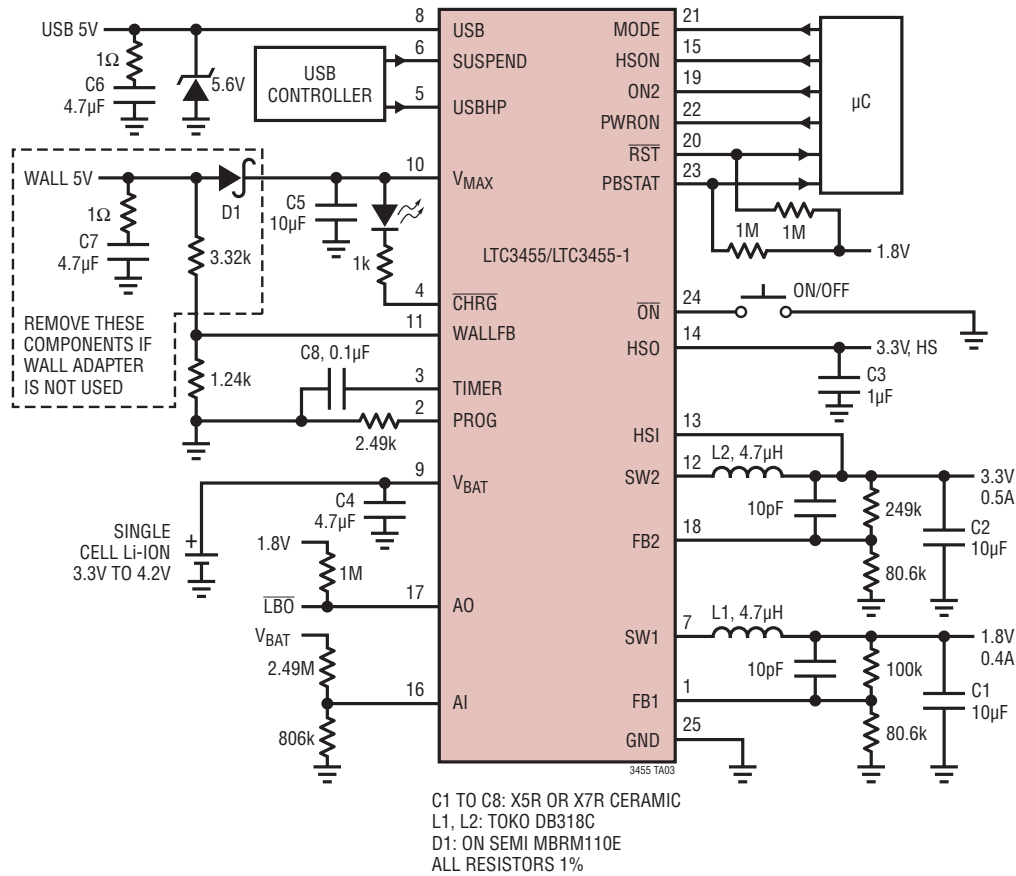 USB 5V
1Ω
C6
4.7µF
5.6V
USB
CONTROLLER
8
6
5
WALL 5V
1Ω
C7
4.7µF
D1
3.32k
REMOVE THESE
COMPONENTS IF
WALL ADAPTER
IS NOT USED
1.24k
C5
10µF
1k
10
4
11
C8, 0.1µF
3
2
2.49k
9
C4
4.7µF
SINGLE
CELL Li-ION
3.3V TO 4.2V
+
1.8V
1M
LBO
17
VBAT
2.49M
16
806k
USB
SUSPEND
USBHP
VMAX
LTC3455/LTC3455-1
CHRG
WALLFB
TIMER
PROG
VBAT
AO
AI
MODE
HSON
ON2
PWRON
RST
PBSTAT
ON
HSO
HSI
SW2
FB2
SW1
FB1
GND
3455 TA03
21
15
19
22
20
23
µC
1M
1M
1.8V
24
ON/OFF
14
3.3V, HS
C3
1µF
13
12
L2, 4.7µH
10pF
249k
3.3V
0.5A
C2
10µF
18
80.6k
7
L1, 4.7µH
10pF
100k
1.8V
0.4A
C1
10µF
1
80.6k
25
C1 TO C8: X5R OR X7R CERAMIC
L1, L2: TOKO DB318C
D1: ON SEMI MBRM110E
ALL RESISTORS 1%